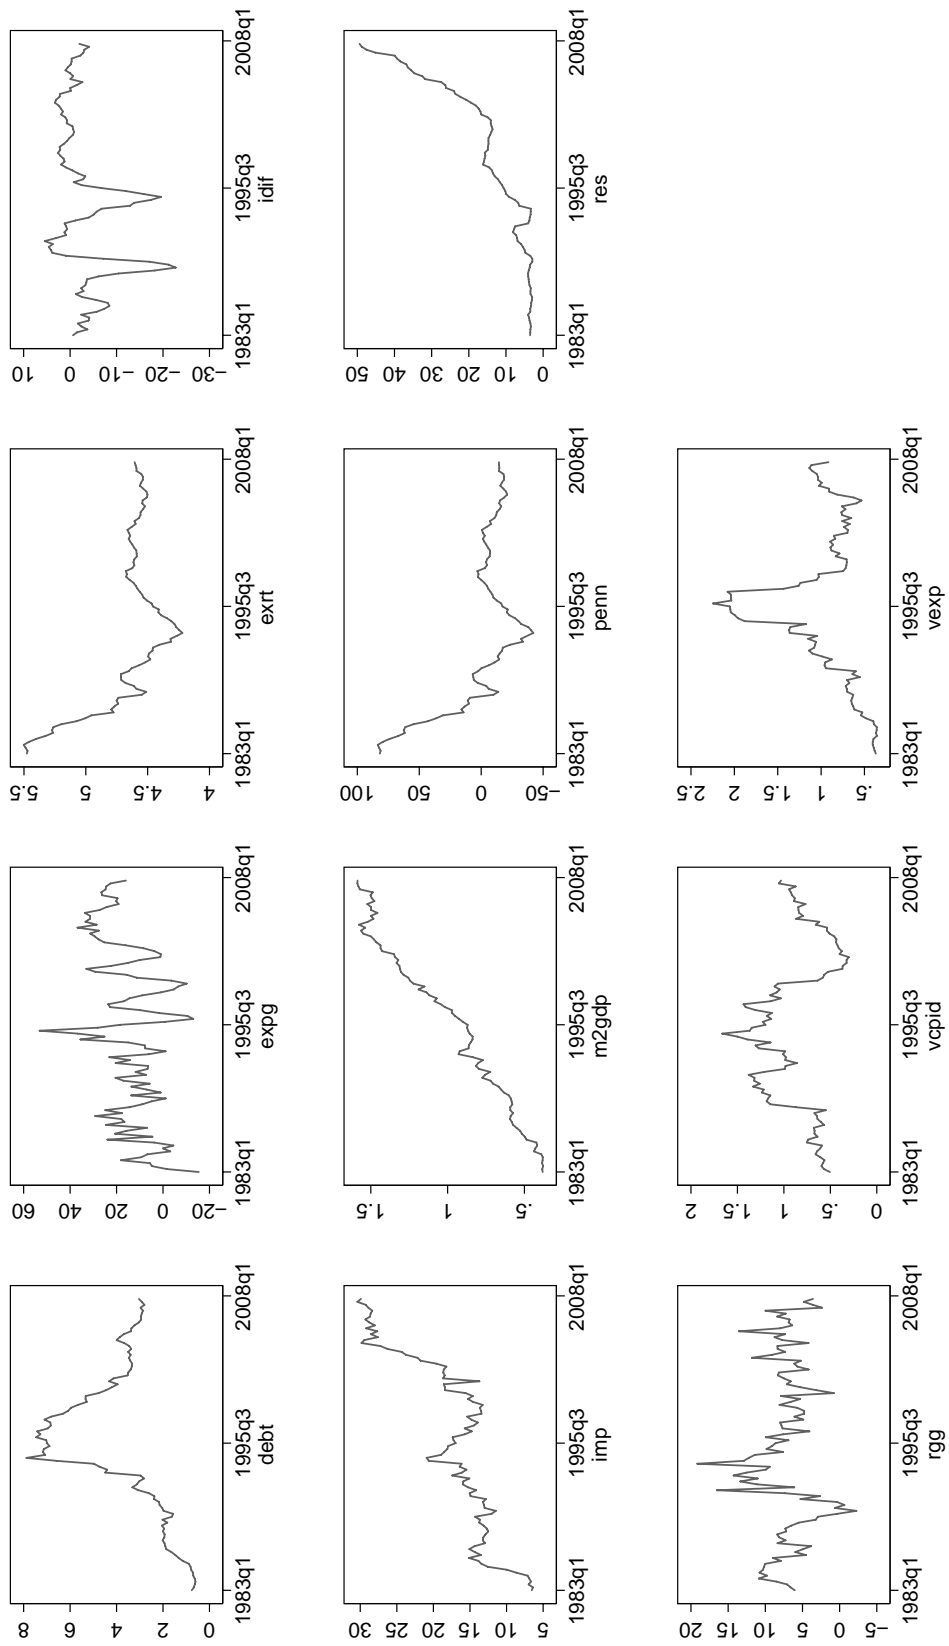 0 2 4 6 8
1983q1 1995q3 2008q1
debt
−20 0 20 40 60
1983q1 1995q3 2008q1
expg
4 4.5 5 5.5
1983q1 1995q3 2008q1
exrt
−30 −20 −10 0 10
1983q1 1995q3 2008q1
idif
5 10 15 20 25 30
1983q1 1995q3 2008q1
imp
.5 1 1.5
1983q1 1995q3 2008q1
m2gdp
−50 0 50 100
1983q1 1995q3 2008q1
penn
0 10 20 30 40 50
1983q1 1995q3 2008q1
res
−5 0 5 10 15 20
1983q1 1995q3 2008q1
rgg
0 .5 1 1.5 2
1983q1 1995q3 2008q1
vcpid
.5 1 1.5 2 2.5
1983q1 1995q3 2008q1
vexp